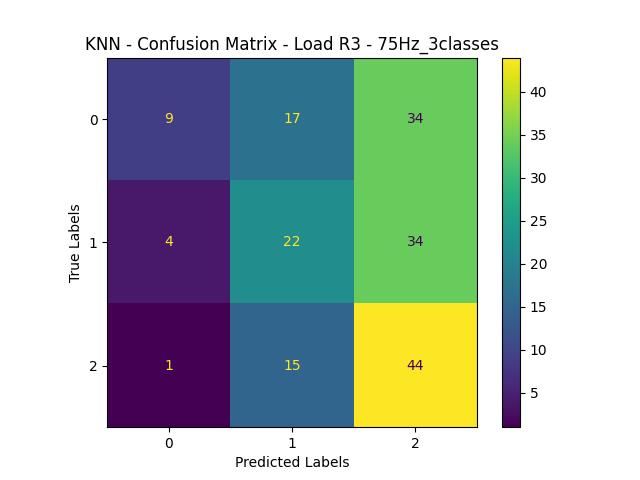 KNN - Confusion Matrix - Load R3 - 75Hz_3classes
0 9 17 34
1 4 22 34
2 1 15 44
0 1 2
Predicted Labels
True Labels
40
35
30
25
20
15
10
5